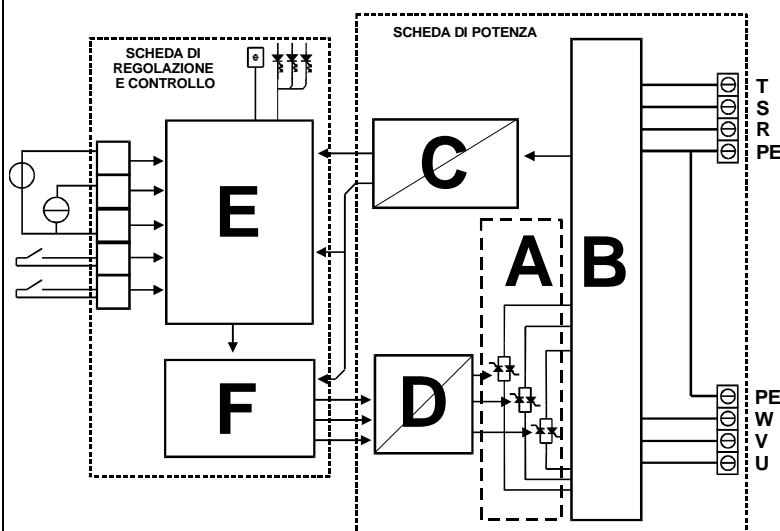 SCHEDA DI POTENZA
SCHEDA DI
REGOLAZIONE
E CONTROLLO
T
S
R
PE
C
E
A
B
D
F
PE
W
V
U